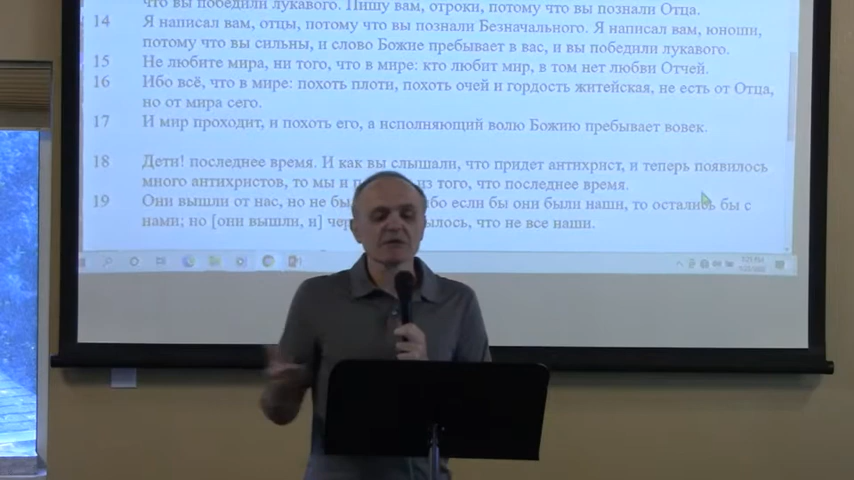 что вы победили лукавого. Пишу вам, отроки, потому что вы познали Отца.
14 Я написал вам, отцы, потому что вы познали Безначального. Я написал вам, юноши,
потому что вы сильны, и слово Божие пребывает в вас, и вы победили лукавого.
15 Не любите мира, ни того, что в мире: кто любит мир, в том нет любви Отчей.
16 Ибо всё, что в мире: похоть плоти, похоть очей и гордость житейская, не есть от Отца,
но от мира сего.
17 И мир проходит, и похоть его, а исполняющий волю Божию пребывает вовек.
18 Дети! последнее время. И как вы слышали, что придет антихрист, и теперь появилось
много антихристов, то мы и из того, что последнее время.
19 Они вышли от нас, но не бы ибо если бы они были наши, то остались бы с
нами; но [они вышли, и] чер ылось, что не все наши.